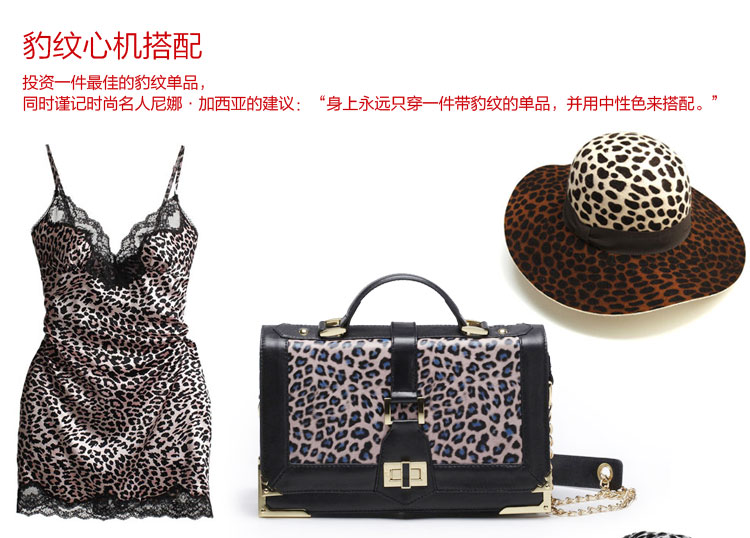 豹纹心机搭配
投资一件最佳的豹纹单品，
同时谨记时尚名人尼娜·加西亚的建议：“身上永远只穿一件带豹纹的单品，并用中性色来搭配。”